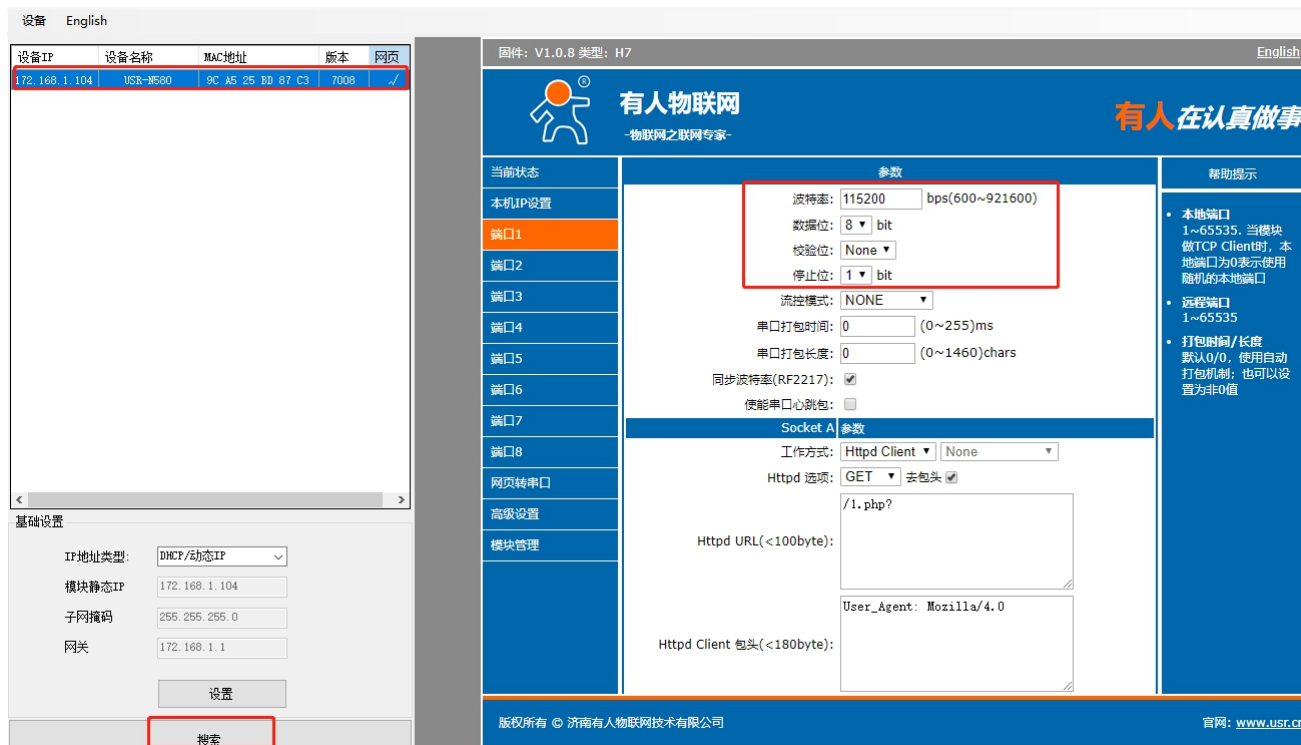 设备 English
设备IP 设备名称 MAC地址 版本 网页
172.168.1.104 USR-N580 9C A5 25 BD 87 C3 7008 √
基础设置
IP地址类型: DHCP/动态IP
模块静态IP 172.168.1.104
子网掩码 255.255.255.0
网关 172.168.1.1
设置
搜索
固件: V1.0.8 类型: H7 English
®
有人物联网
-物联网之联网专家-
有人在认真做事
当前状态
本机IP设置
端口1
端口2
端口3
端口4
端口5
端口6
端口7
端口8
网页转串口
高级设置
模块管理
参数
波特率: 115200 bps(600~921600)
数据位: 8 bit
校验位: None
停止位: 1 bit
流控模式: NONE
串口打包时间: 0 (0~255)ms
串口打包长度: 0 (0~1460)chars
同步波特率(RF2217):
使能串口心跳包:
Socket A 参数
工作方式: Httpd Client None
Httpd 选项: GET 去包头
Httpd URL(<100byte): /1.php?
Httpd Client 包头(<180byte): User_Agent: Mozilla/4.0
帮助提示
• 本地端口
1~65535. 当模块
做TCP Client时，本
地端口为0表示使用
随机的本地端口
• 远程端口
1~65535
• 打包时间/长度
默认0/0，使用自动
打包机制；也可以设
置为非0值
版权所有 © 济南有人物联网技术有限公司 官网: www.usr.cn